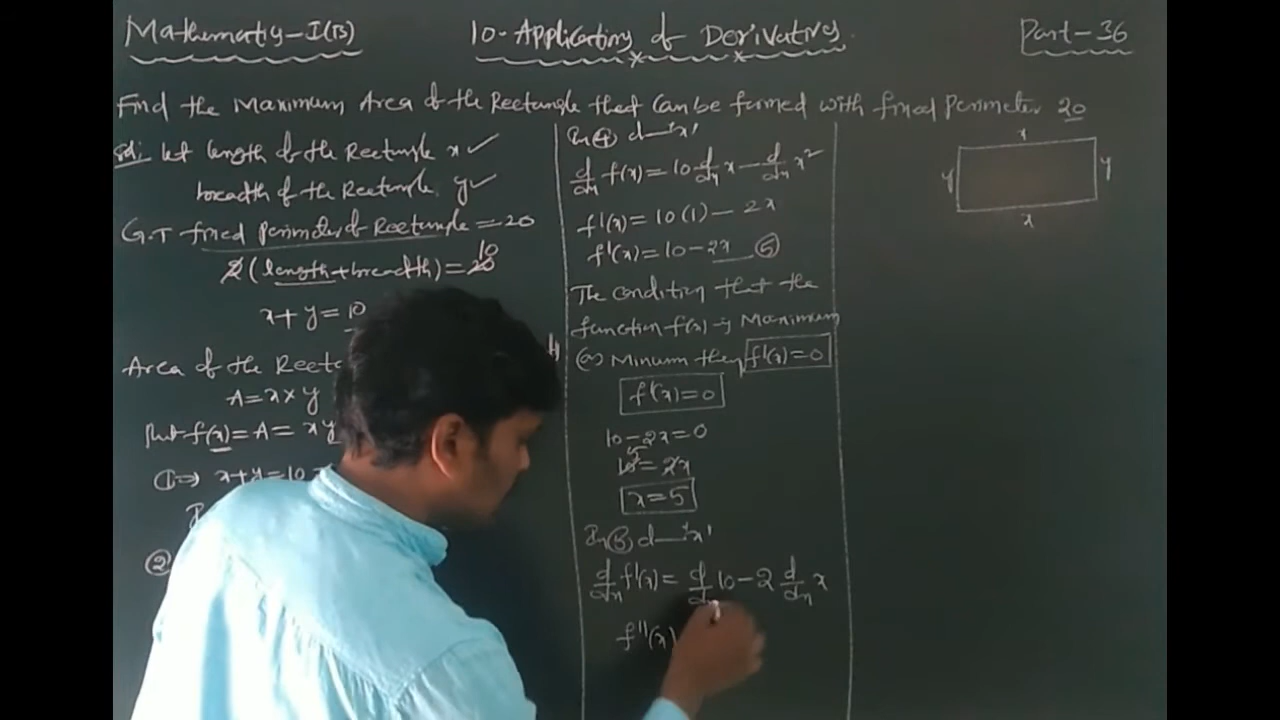 Mathematics-I(B)
10-Applications of Derivatives
Part-36
Find the Maximum Area of the Rectangle that Can be formed with fixed Perimeter 20
Sol: let length of the Rectangle x
breadth of the Rectangle y
G.T fixed perimeter of Rectangle = 20
2(length+breadth) = 20
10
x + y = 10
Area of the
A = x × y
Put f(x) = A = xy
① ⇒ x+y=10
②
In ④ d 'x'
d/dx f(x) = 10 d/dx x - d/dx x²
f'(x) = 10(1) - 2x
f'(x) = 10 - 2x ⑤
The condition that the
function f(x) is Maximum
(or) Minimum then f'(x) = 0
f'(x) = 0
10-2x=0
5
10 = 2x
x = 5
In ⑤ d 'x'
d/dx f'(x) = d/dx 10 - 2 d/dx x
f''(x)
x
y
y
x